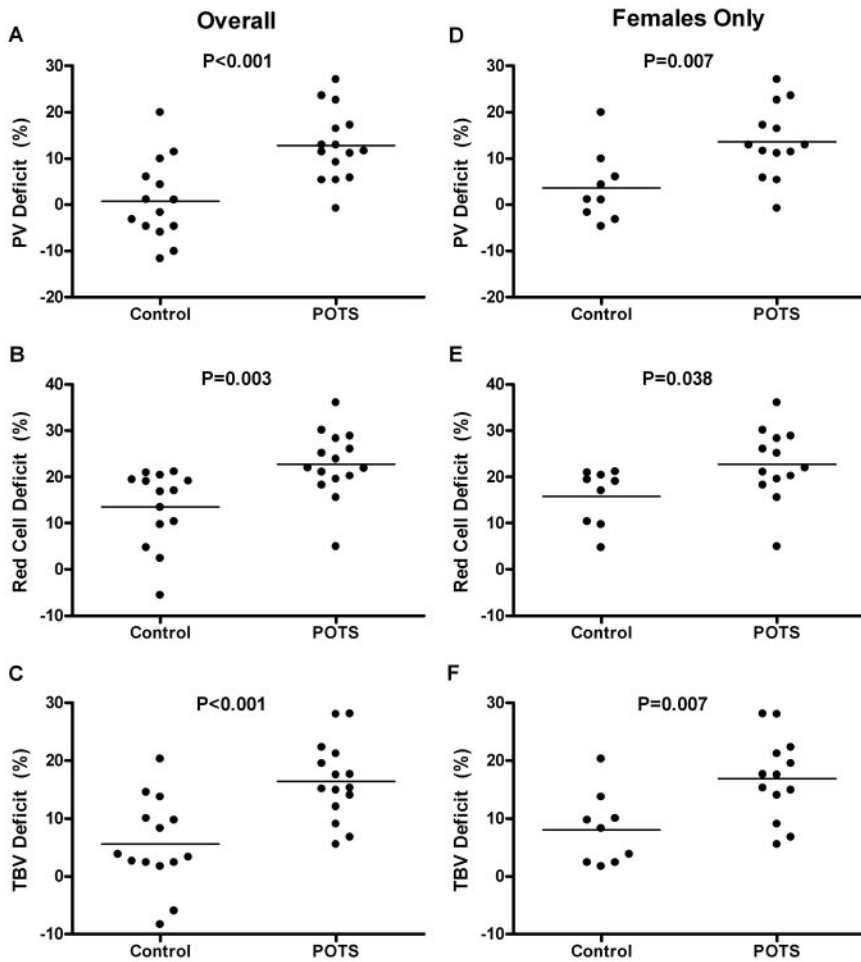 Overall
Females Only
A
P<0.001
PV Deficit (%)
30
20
10
0
-10
-20
Control
POTS
D
P=0.007
PV Deficit (%)
30
20
10
0
-10
-20
Control
POTS
B
P=0.003
Red Cell Deficit (%)
40
30
20
10
0
-10
Control
POTS
E
P=0.038
Red Cell Deficit (%)
40
30
20
10
0
-10
Control
POTS
C
P<0.001
TBV Deficit (%)
30
20
10
0
-10
Control
POTS
F
P=0.007
TBV Deficit (%)
30
20
10
0
-10
Control
POTS